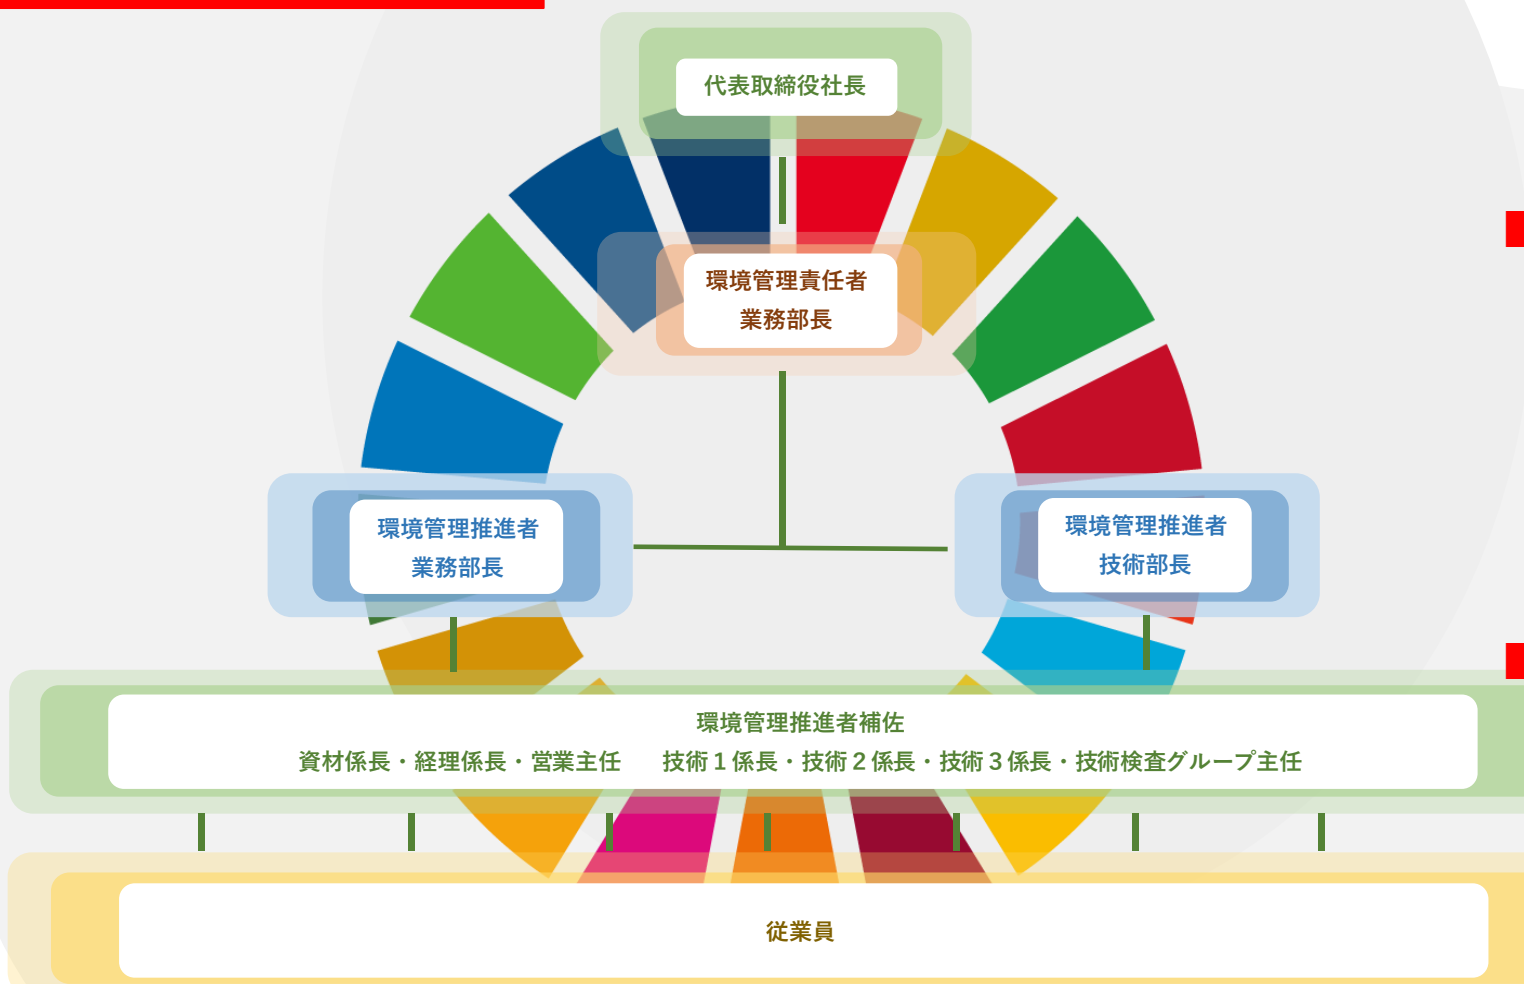 代表取締役社長
環境管理責任者
業務部長
環境管理推進者
業務部長
環境管理推進者
技術部長
環境管理推進者補佐
資材係長・経理係長・営業主任　技術１係長・技術２係長・技術３係長・技術検査グループ主任
従業員